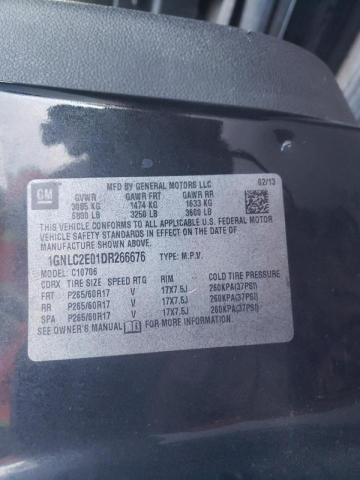 GM
MFD BY GENERAL MOTORS LLC 02/13
GVWR GAWR FRT GAWR RR
3085 KG 1474 KG 1633 KG
6800 LB 3250 LB 3600 LB
THIS VEHICLE CONFORMS TO ALL APPLICABLE U.S. FEDERAL
MOTOR VEHICLE SAFETY STANDARDS IN EFFECT ON THE
DATE OF MANUFACTURE SHOWN ABOVE.
1GNLC2E01DR266676 TYPE: M.P.V.
MODEL: C10706
CDRX TIRE SIZE SPEED RTG RIM COLD TIRE PRESSURE
FRT P265/60R17 V 17X7.5J 260KPA(37PSI)
RR P265/60R17 V 17X7.5J 260KPA(37PSI)
SPA P265/60R17 V 17X7.5J 260KPA(37PSI)
SEE OWNER'S MANUAL FOR MORE INFORMATION.